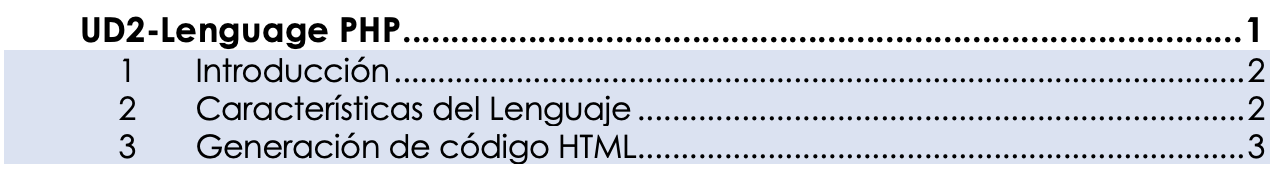 UD2-Lenguage PHP.......................................................................................1
1 Introducción.................................................................................................2
2 Características del Lenguaje.....................................................................2
3 Generación de código HTML.....................................................................3